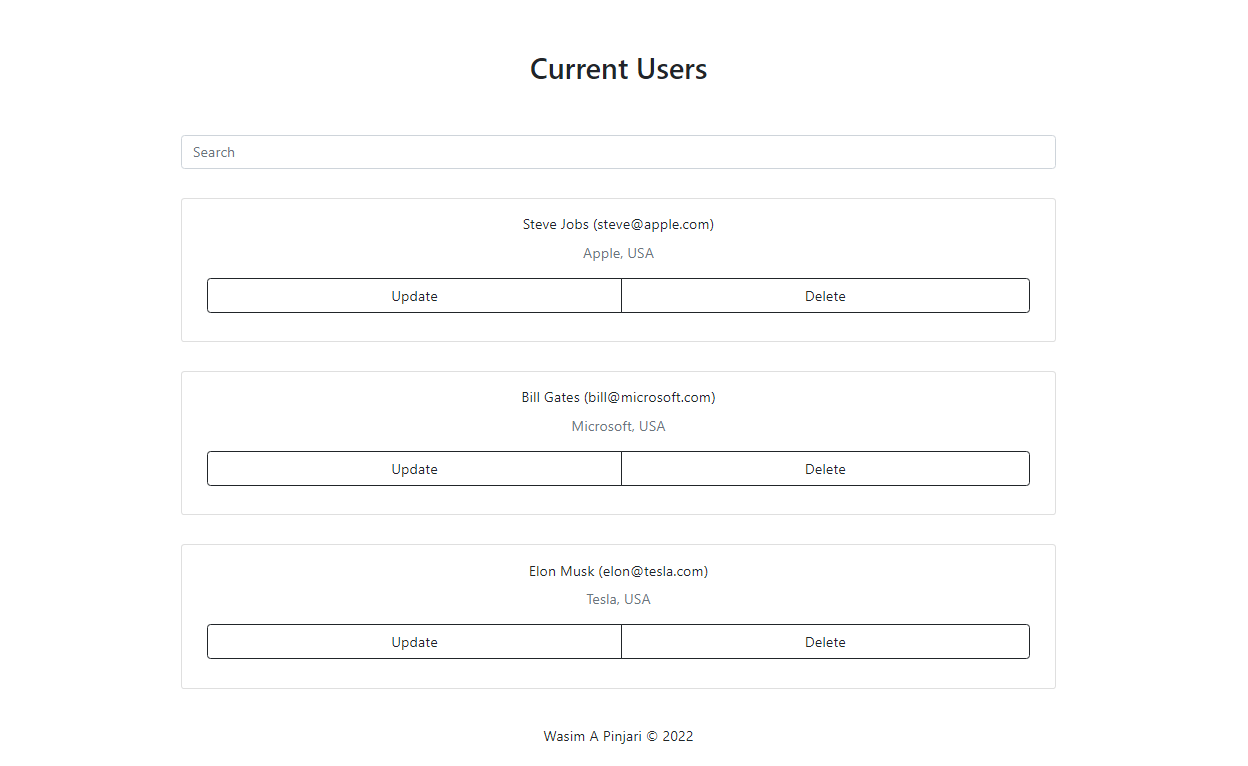 Current Users
Search
Steve Jobs (steve@apple.com)
Apple, USA
Update Delete
Bill Gates (bill@microsoft.com)
Microsoft, USA
Update Delete
Elon Musk (elon@tesla.com)
Tesla, USA
Update Delete
Wasim A Pinjari © 2022